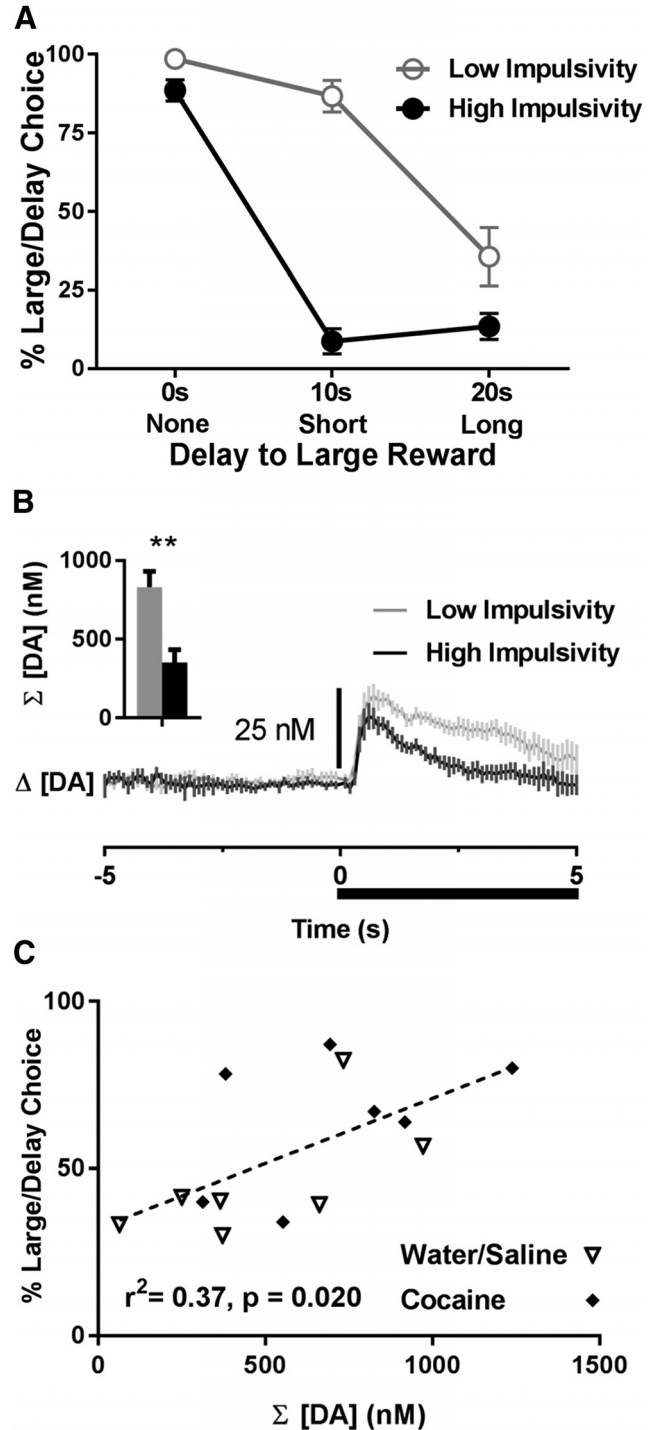 A
% Large/Delay Choice
100
75
50
25
0
Low Impulsivity
High Impulsivity
0s
10s
20s
None
Short
Long
Delay to Large Reward
B
Σ [DA] (nM)
1000
500
0
**
Low Impulsivity
High Impulsivity
25 nM
Δ [DA]
-5
0
5
Time (s)
C
% Large/Delay Choice
100
50
0
Water/Saline
Cocaine
r²= 0.37, p = 0.020
0
500
1000
1500
Σ [DA] (nM)